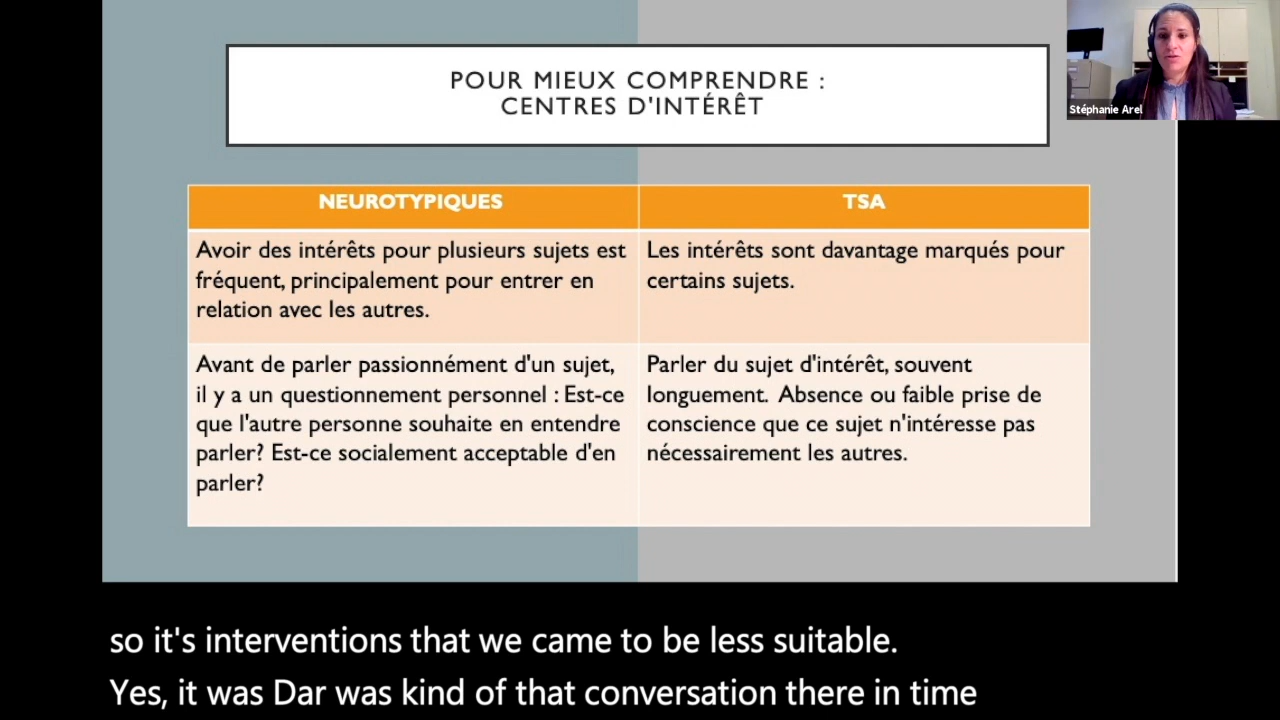 POUR MIEUX COMPRENDRE :
CENTRES D'INTÉRÊT
Stéphanie Arel
NEUROTYPIQUES
TSA
Avoir des intérêts pour plusieurs sujets est
fréquent, principalement pour entrer en
relation avec les autres.
Les intérêts sont davantage marqués pour
certains sujets.
Avant de parler passionnément d'un sujet,
il y a un questionnement personnel : Est-ce
que l'autre personne souhaite en entendre
parler? Est-ce socialement acceptable d'en
parler?
Parler du sujet d'intérêt, souvent
longuement. Absence ou faible prise de
conscience que ce sujet n'intéresse pas
nécessairement les autres.
so it's interventions that we came to be less suitable.
Yes, it was Dar was kind of that conversation there in time